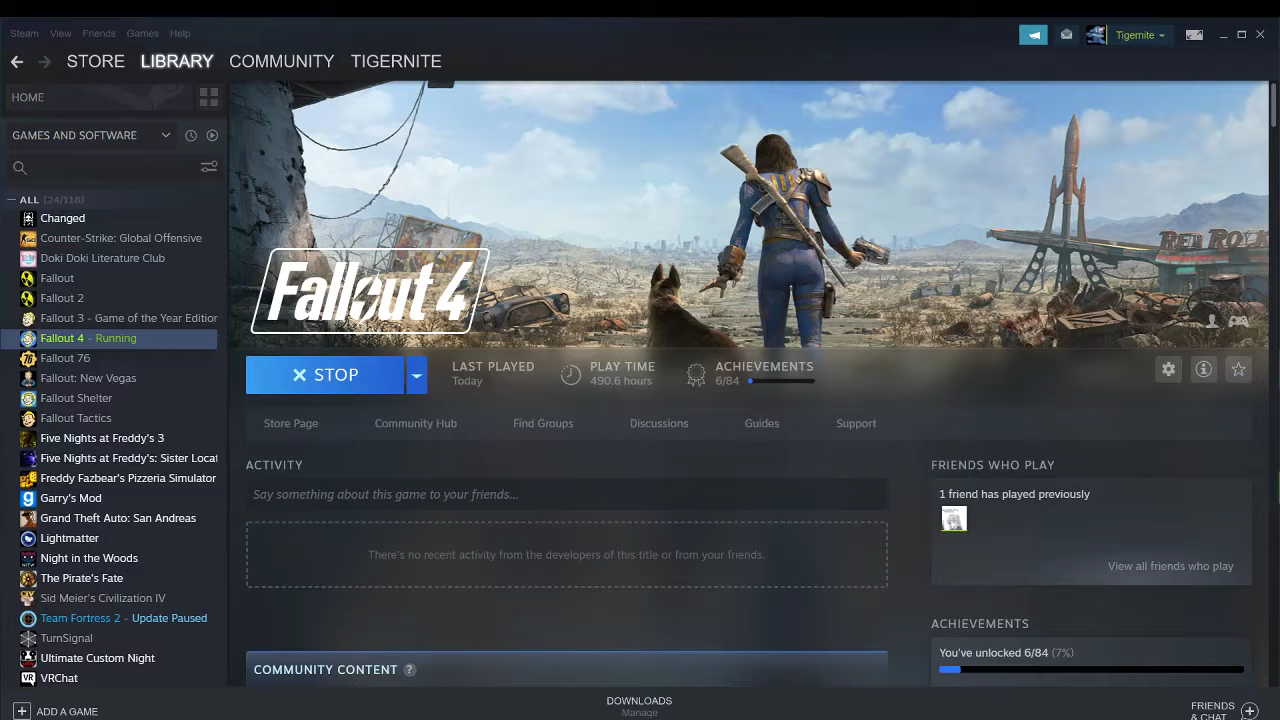 Steam View Friends Games Help
Tigernite
STORE LIBRARY COMMUNITY TIGERNITE
HOME
GAMES AND SOFTWARE
ALL (24/118)
Changed
Counter-Strike: Global Offensive
Doki Doki Literature Club
Fallout
Fallout 2
Fallout 3 - Game of the Year Edition
Fallout 4 - Running
Fallout 76
Fallout: New Vegas
Fallout Shelter
Fallout Tactics
Five Nights at Freddy's 3
Five Nights at Freddy's: Sister Locat
Freddy Fazbear's Pizzeria Simulator
Garry's Mod
Grand Theft Auto: San Andreas
Lightmatter
Night in the Woods
The Pirate's Fate
Sid Meier's Civilization IV
Team Fortress 2 - Update Paused
TurnSignal
Ultimate Custom Night
VRChat
ADD A GAME
RED ROCK
Fallout 4
STOP
LAST PLAYED
Today
PLAY TIME
490.6 hours
ACHIEVEMENTS
6/84
Store Page Community Hub Find Groups Discussions Guides Support
ACTIVITY
Say something about this game to your friends...
There's no recent activity from the developers of this title or from your friends.
COMMUNITY CONTENT ?
FRIENDS WHO PLAY
1 friend has played previously
View all friends who play
ACHIEVEMENTS
You've unlocked 6/84 (7%)
DOWNLOADS
Manage
FRIENDS
& CHAT